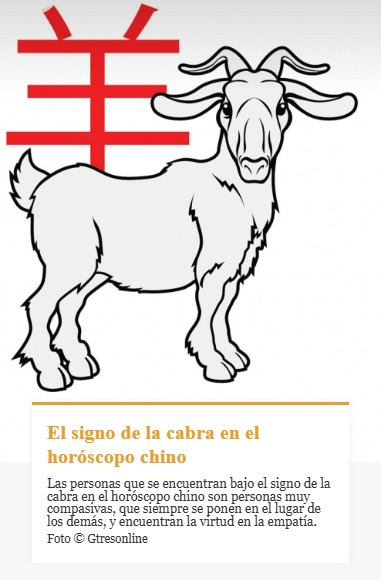 羊
El signo de la cabra en el
horóscopo chino
Las personas que se encuentran bajo el signo de la
cabra en el horóscopo chino son personas muy
compasivas, que siempre se ponen en el lugar de
los demás, y encuentran la virtud en la empatía.
Foto © Gtresonline